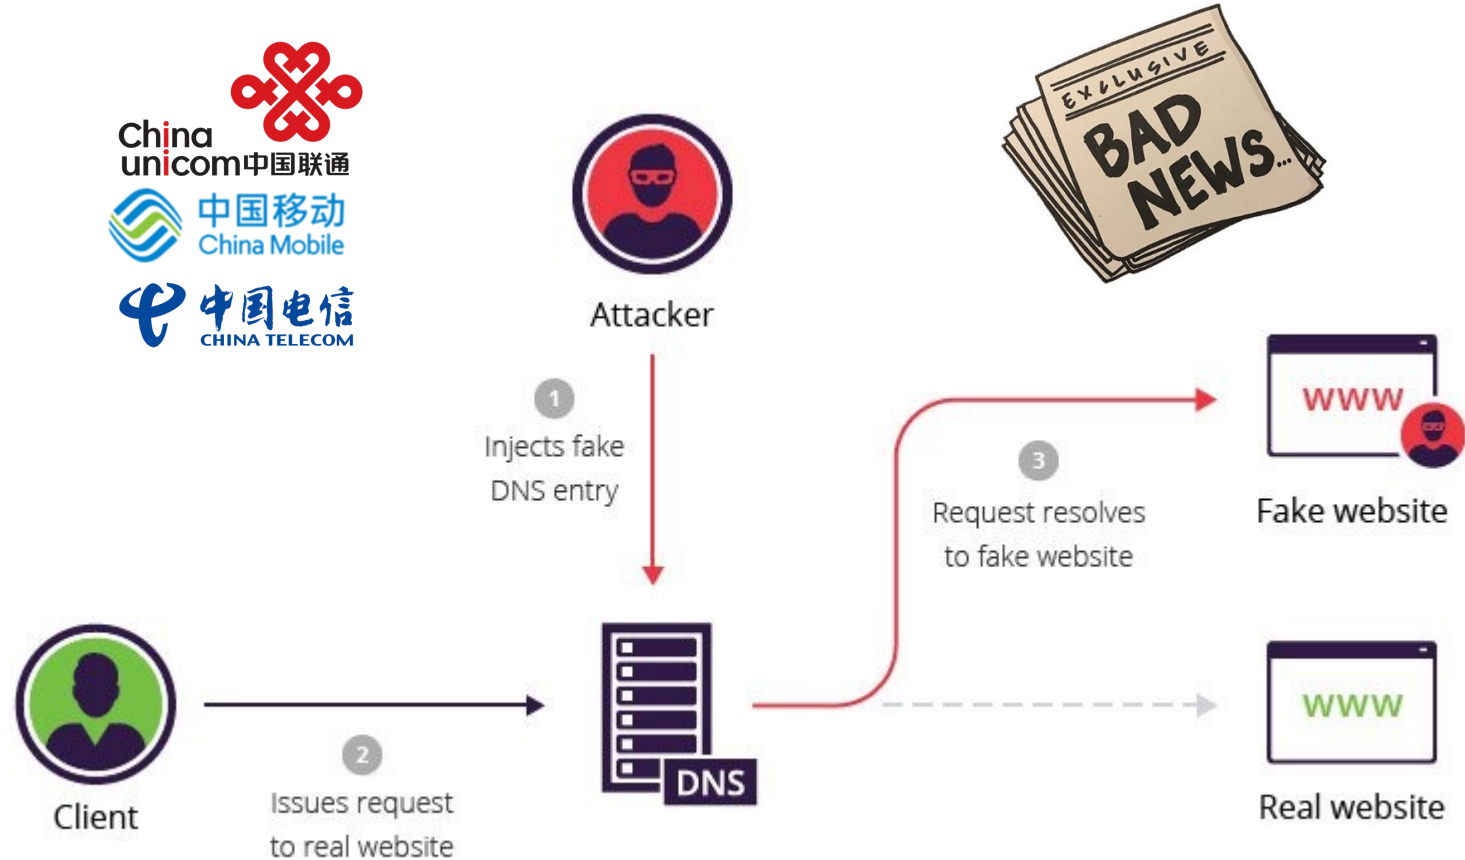 China
unicom中国联通
中国移动
China Mobile
中国电信
CHINA TELECOM
EXCLUSIVE
BAD
NEWS...
Attacker
1
Injects fake
DNS entry
3
Request resolves
to fake website
www
Fake website
Client
2
Issues request
to real website
DNS
www
Real website